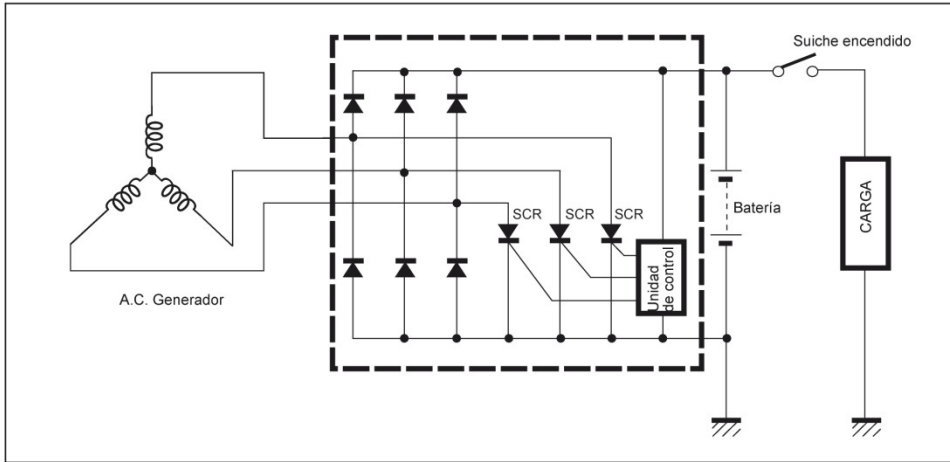 Suiche encendido
SCR
SCR
SCR
Unidad
de control
Batería
CARGA
A.C. Generador